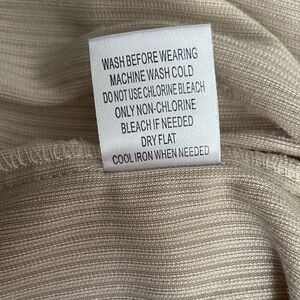 WASH BEFORE WEARING
MACHINE WASH COLD
DO NOT USE CHLORINE BLEACH
ONLY NON-CHLORINE
BLEACH IF NEEDED
DRY FLAT
COOL IRON WHEN NEEDED